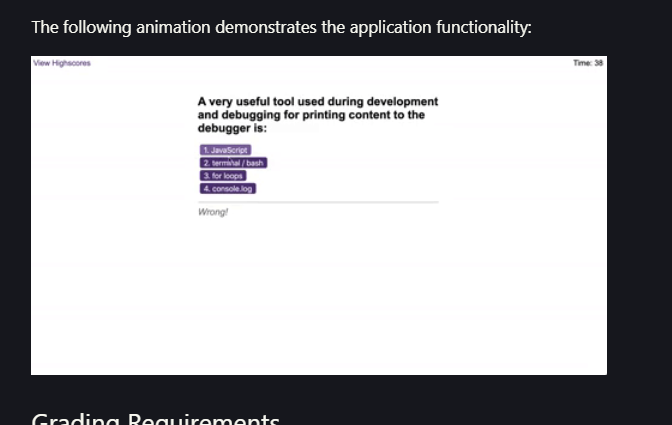 The following animation demonstrates the application functionality:
View Highscores
Time: 38
A very useful tool used during development
and debugging for printing content to the
debugger is:
1. JavaScript
2. terminal / bash
3. for loops
4. console.log
Wrong!
Grading Requirements